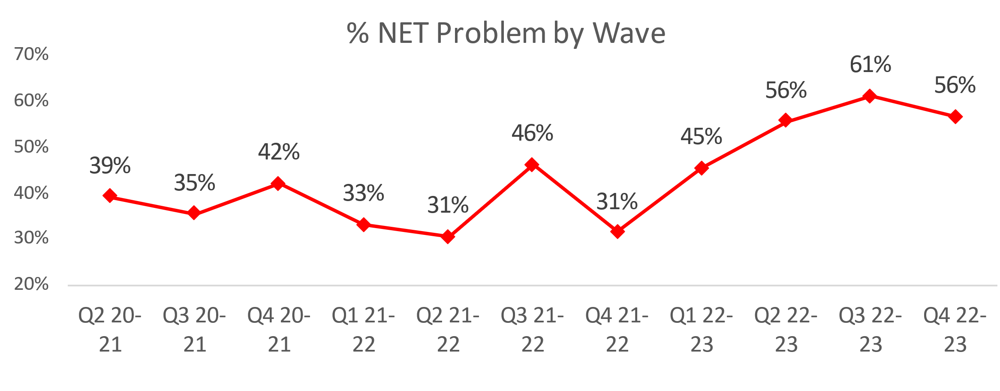 % NET Problem by Wave
70%
60%
50%
40%
30%
20%
39%
35%
42%
33%
31%
46%
31%
45%
56%
61%
56%
Q2 20-
21
Q3 20-
21
Q4 20-
21
Q1 21-
22
Q2 21-
22
Q3 21-
22
Q4 21-
22
Q1 22-
23
Q2 22-
23
Q3 22-
23
Q4 22-
23